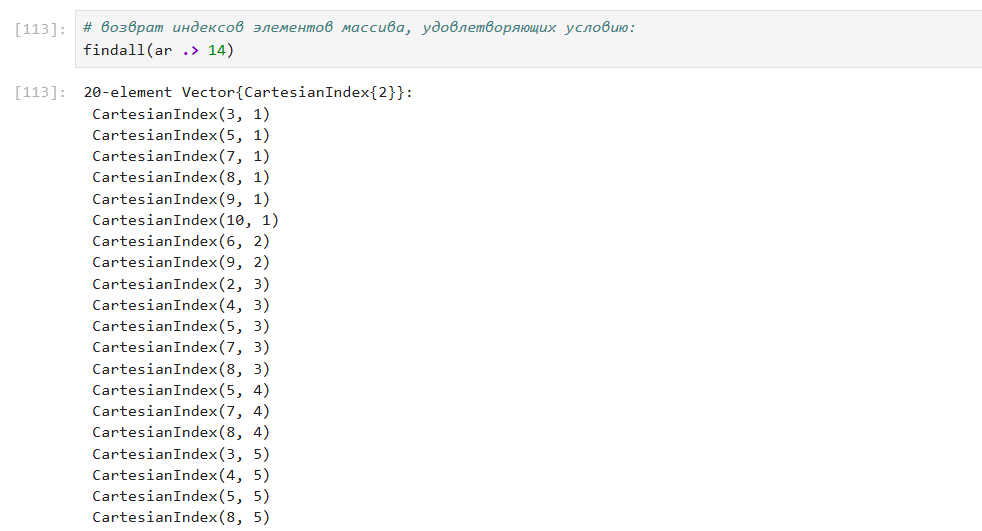 [113]: # возврат индексов элементов массива, удовлетворяющих условию:
findall(ar .> 14)
[113]: 20-element Vector{CartesianIndex{2}}:
CartesianIndex(3, 1)
CartesianIndex(5, 1)
CartesianIndex(7, 1)
CartesianIndex(8, 1)
CartesianIndex(9, 1)
CartesianIndex(10, 1)
CartesianIndex(6, 2)
CartesianIndex(9, 2)
CartesianIndex(2, 3)
CartesianIndex(4, 3)
CartesianIndex(5, 3)
CartesianIndex(7, 3)
CartesianIndex(8, 3)
CartesianIndex(5, 4)
CartesianIndex(7, 4)
CartesianIndex(8, 4)
CartesianIndex(3, 5)
CartesianIndex(4, 5)
CartesianIndex(5, 5)
CartesianIndex(8, 5)